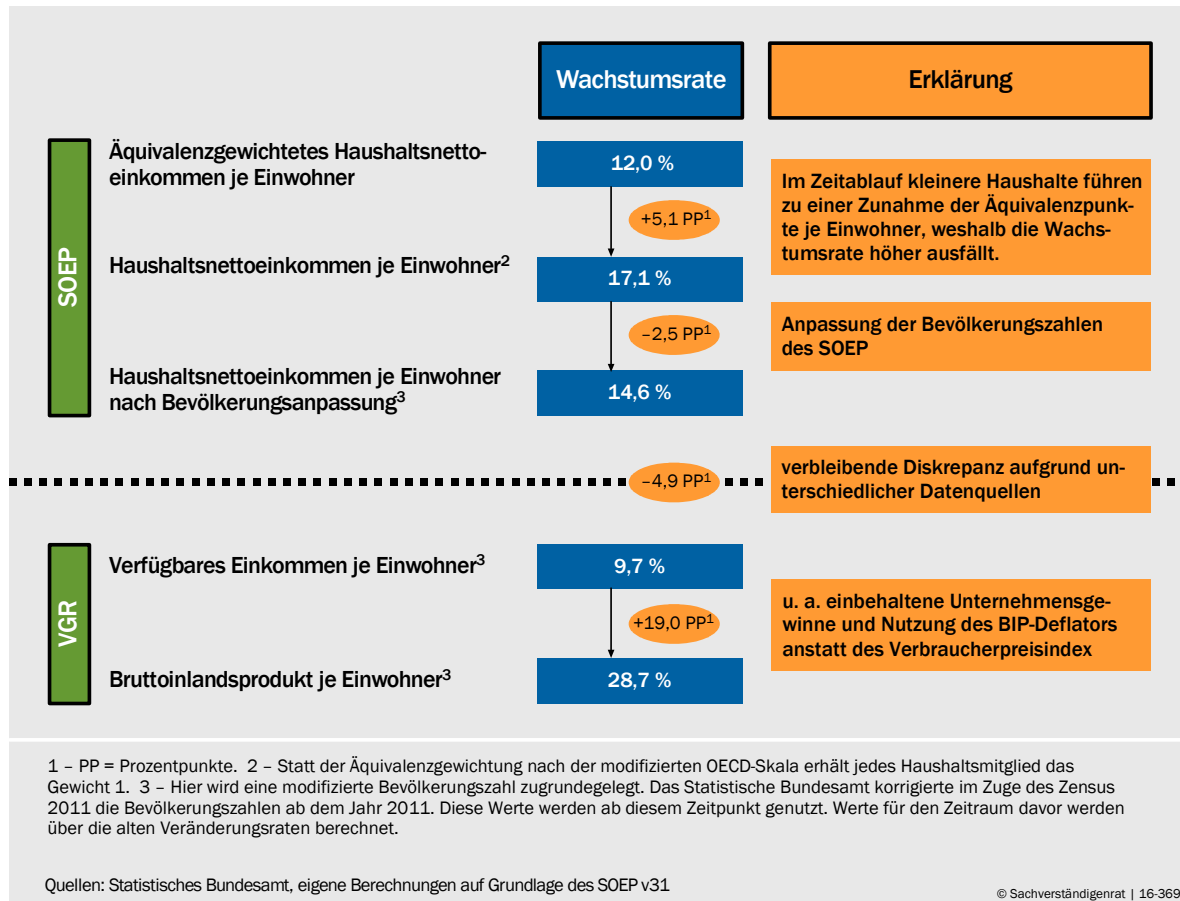 Wachstumsrate
Erklärung
SOEP
Äquivalenzgewichtetes Haushaltsnetto-
einkommen je Einwohner
12,0 %
+5,1 PP¹
Im Zeitablauf kleinere Haushalte führen
zu einer Zunahme der Äquivalenzpunk-
te je Einwohner, weshalb die Wachs-
tumsrate höher ausfällt.
Haushaltsnettoeinkommen je Einwohner²
17,1 %
–2,5 PP¹
Anpassung der Bevölkerungszahlen
des SOEP
Haushaltsnettoeinkommen je Einwohner
nach Bevölkerungsanpassung³
14,6 %
–4,9 PP¹
verbleibende Diskrepanz aufgrund un-
terschiedlicher Datenquellen
VGR
Verfügbares Einkommen je Einwohner³
9,7 %
+19,0 PP¹
u. a. einbehaltene Unternehmensge-
winne und Nutzung des BIP-Deflators
anstatt des Verbraucherpreisindex
Bruttoinlandsprodukt je Einwohner³
28,7 %
1 – PP = Prozentpunkte. 2 – Statt der Äquivalenzgewichtung nach der modifizierten OECD-Skala erhält jedes Haushaltsmitglied das
Gewicht 1. 3 – Hier wird eine modifizierte Bevölkerungszahl zugrundegelegt. Das Statistische Bundesamt korrigierte im Zuge des Zensus
2011 die Bevölkerungszahlen ab dem Jahr 2011. Diese Werte werden ab diesem Zeitpunkt genutzt. Werte für den Zeitraum davor werden
über die alten Veränderungsraten berechnet.
Quellen: Statistisches Bundesamt, eigene Berechnungen auf Grundlage des SOEP v31
© Sachverständigenrat | 16-369